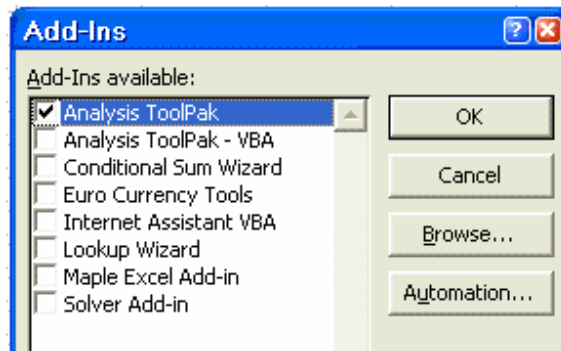 Add-Ins
Add-Ins available:
Analysis ToolPak
Analysis ToolPak - VBA
Conditional Sum Wizard
Euro Currency Tools
Internet Assistant VBA
Lookup Wizard
Maple Excel Add-in
Solver Add-in
OK
Cancel
Browse...
Automation...